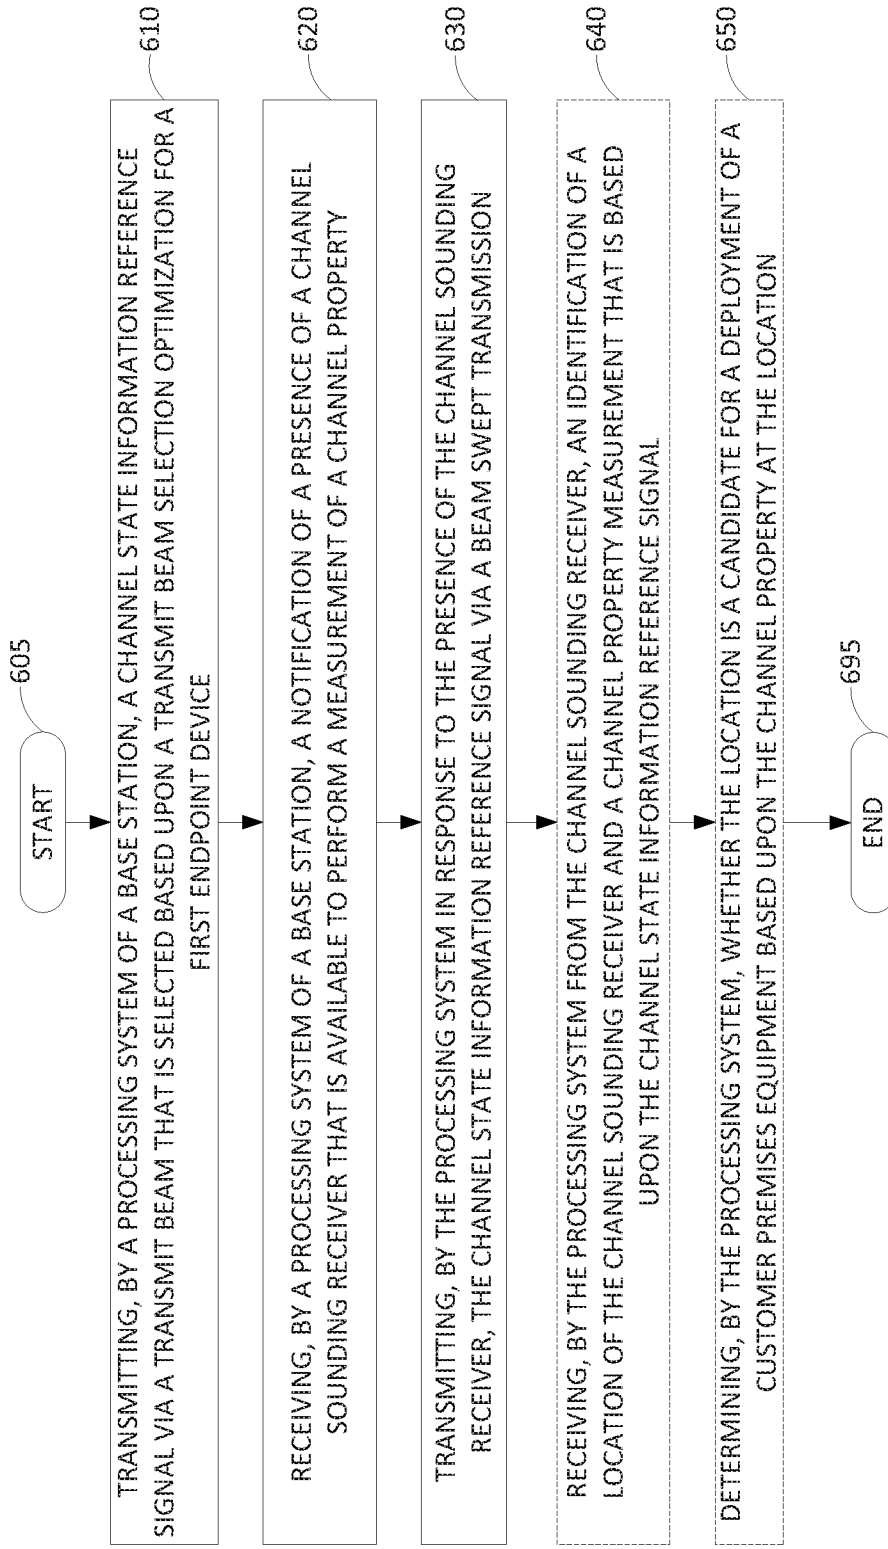 START
605
TRANSMITTING, BY A PROCESSING SYSTEM OF A BASE STATION, A CHANNEL STATE INFORMATION REFERENCE
SIGNAL VIA A TRANSMIT BEAM THAT IS SELECTED BASED UPON A TRANSMIT BEAM SELECTION OPTIMIZATION FOR A
FIRST ENDPOINT DEVICE
610
RECEIVING, BY A PROCESSING SYSTEM OF A BASE STATION, A NOTIFICATION OF A PRESENCE OF A CHANNEL
SOUNDING RECEIVER THAT IS AVAILABLE TO PERFORM A MEASUREMENT OF A CHANNEL PROPERTY
620
TRANSMITTING, BY THE PROCESSING SYSTEM IN RESPONSE TO THE PRESENCE OF THE CHANNEL SOUNDING
RECEIVER, THE CHANNEL STATE INFORMATION REFERENCE SIGNAL VIA A BEAM SWEPT TRANSMISSION
630
RECEIVING, BY THE PROCESSING SYSTEM FROM THE CHANNEL SOUNDING RECEIVER, AN IDENTIFICATION OF A
LOCATION OF THE CHANNEL SOUNDING RECEIVER AND A CHANNEL PROPERTY MEASUREMENT THAT IS BASED
UPON THE CHANNEL STATE INFORMATION REFERENCE SIGNAL
640
DETERMINING, BY THE PROCESSING SYSTEM, WHETHER THE LOCATION IS A CANDIDATE FOR A DEPLOYMENT OF A
CUSTOMER PREMISES EQUIPMENT BASED UPON THE CHANNEL PROPERTY AT THE LOCATION
650
END
695